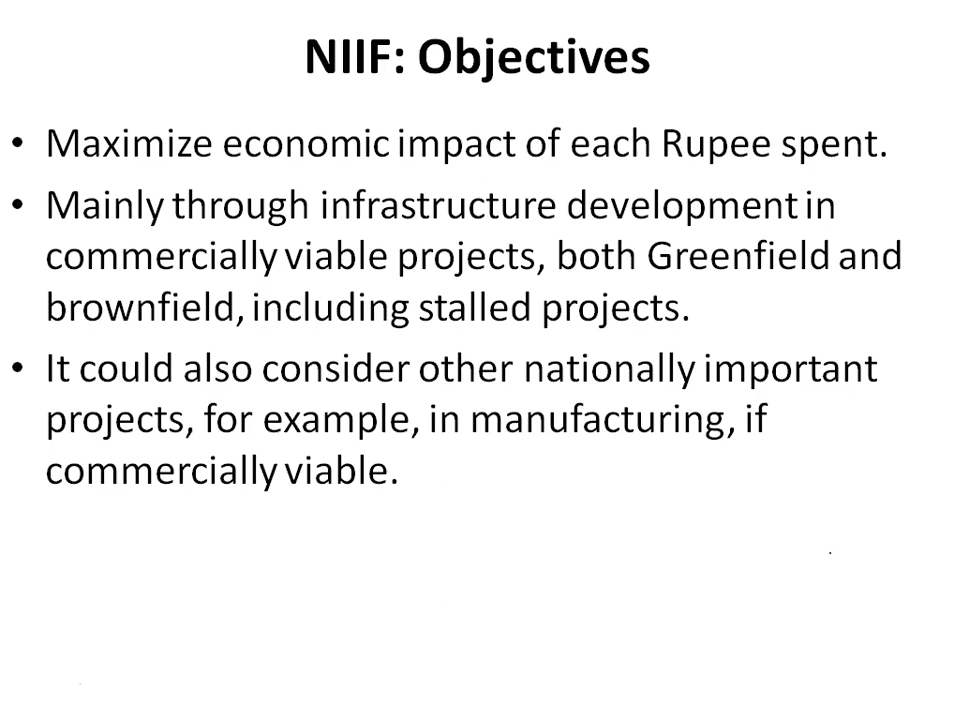 NIIF: Objectives
• Maximize economic impact of each Rupee spent.
• Mainly through infrastructure development in
commercially viable projects, both Greenfield and
brownfield, including stalled projects.
• It could also consider other nationally important
projects, for example, in manufacturing, if
commercially viable.